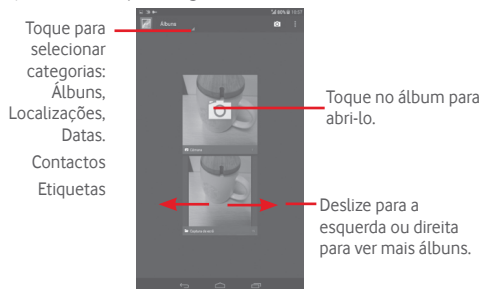 Toque para
selecionar
categorias:
Álbuns,
Localizações,
Datas.
Contactos
Etiquetas
Álbuns
Toque no álbum para
abri-lo.
Câmera
Deslize para a
esquerda ou direita
para ver mais álbuns.